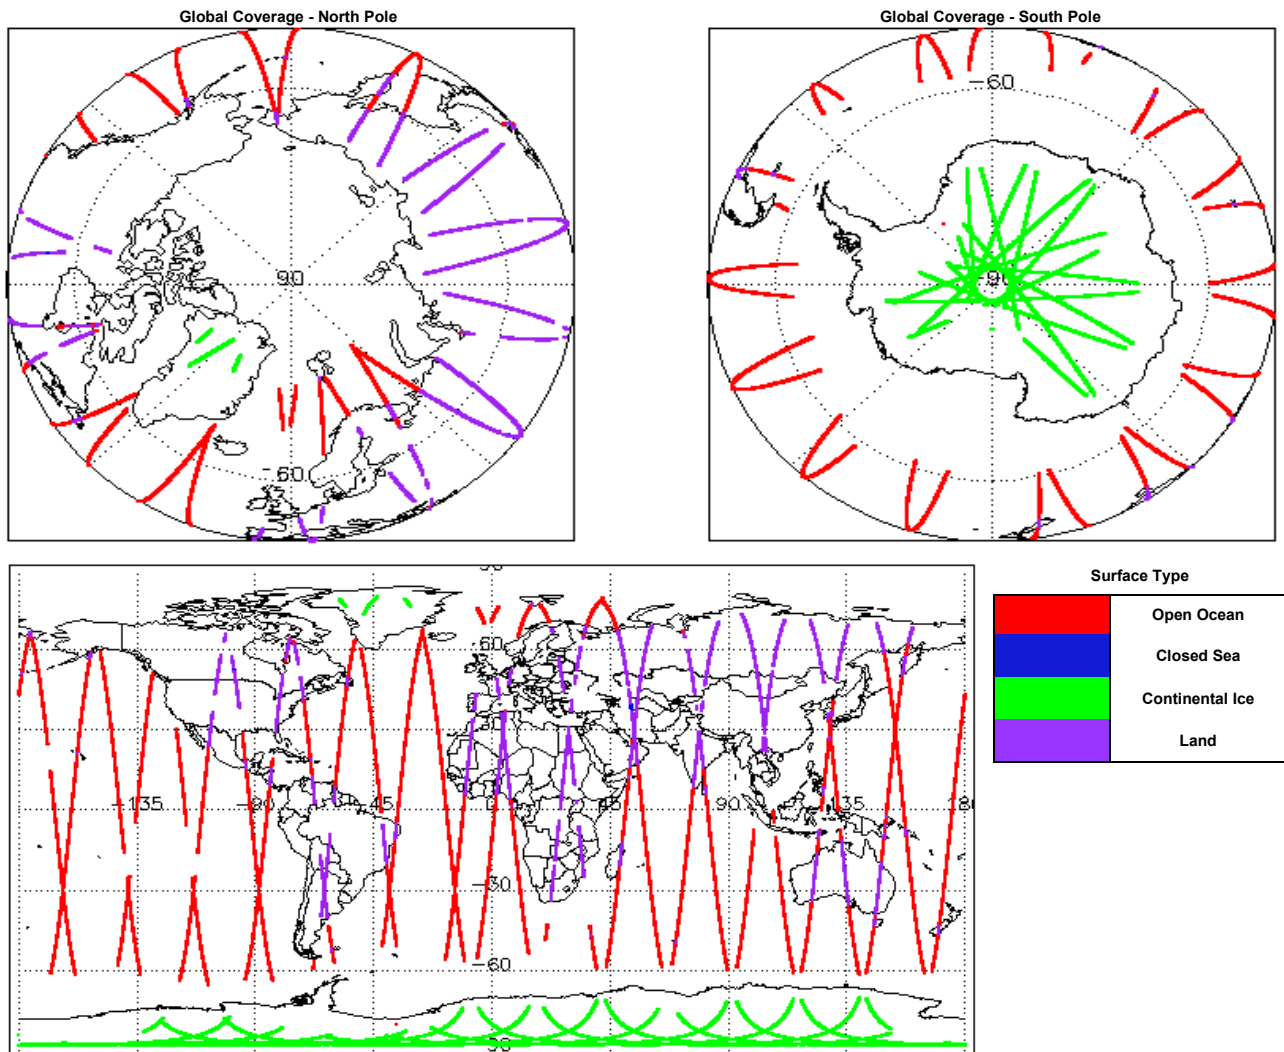 Global Coverage - North Pole
Global Coverage - South Pole
90
-60
-60
90
-135
-90
-45
0
45
90
135
180
60
30
-30
-60
Surface Type
Open Ocean
Closed Sea
Continental Ice
Land